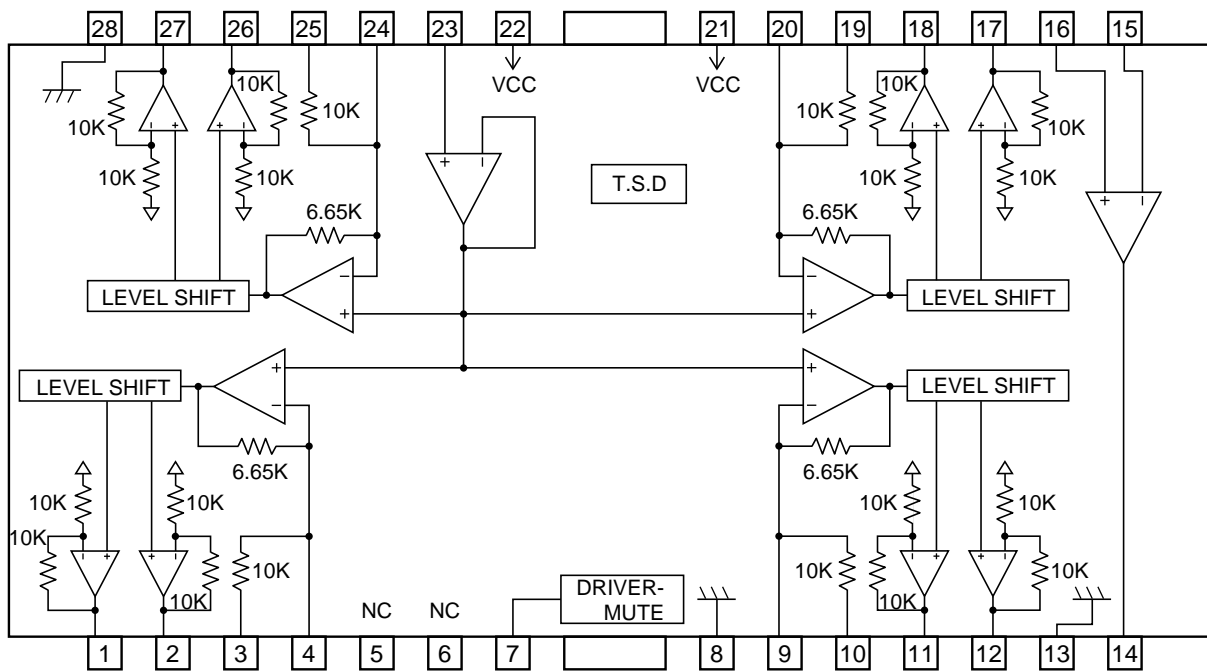 28 27 26 25 24 23 22 21 20 19 18 17 16 15
VCC VCC
10K 10K 10K 10K 10K 10K
10K 10K 10K 10K
+ − + − + − + − + − + − + −
T.S.D
6.65K 6.65K
LEVEL SHIFT − + − + LEVEL SHIFT
LEVEL SHIFT + − + − LEVEL SHIFT
6.65K 6.65K
10K 10K 10K 10K
10K 10K 10K 10K 10K 10K
− + + − − + + −
NC NC DRIVER-
MUTE
1 2 3 4 5 6 7 8 9 10 11 12 13 14